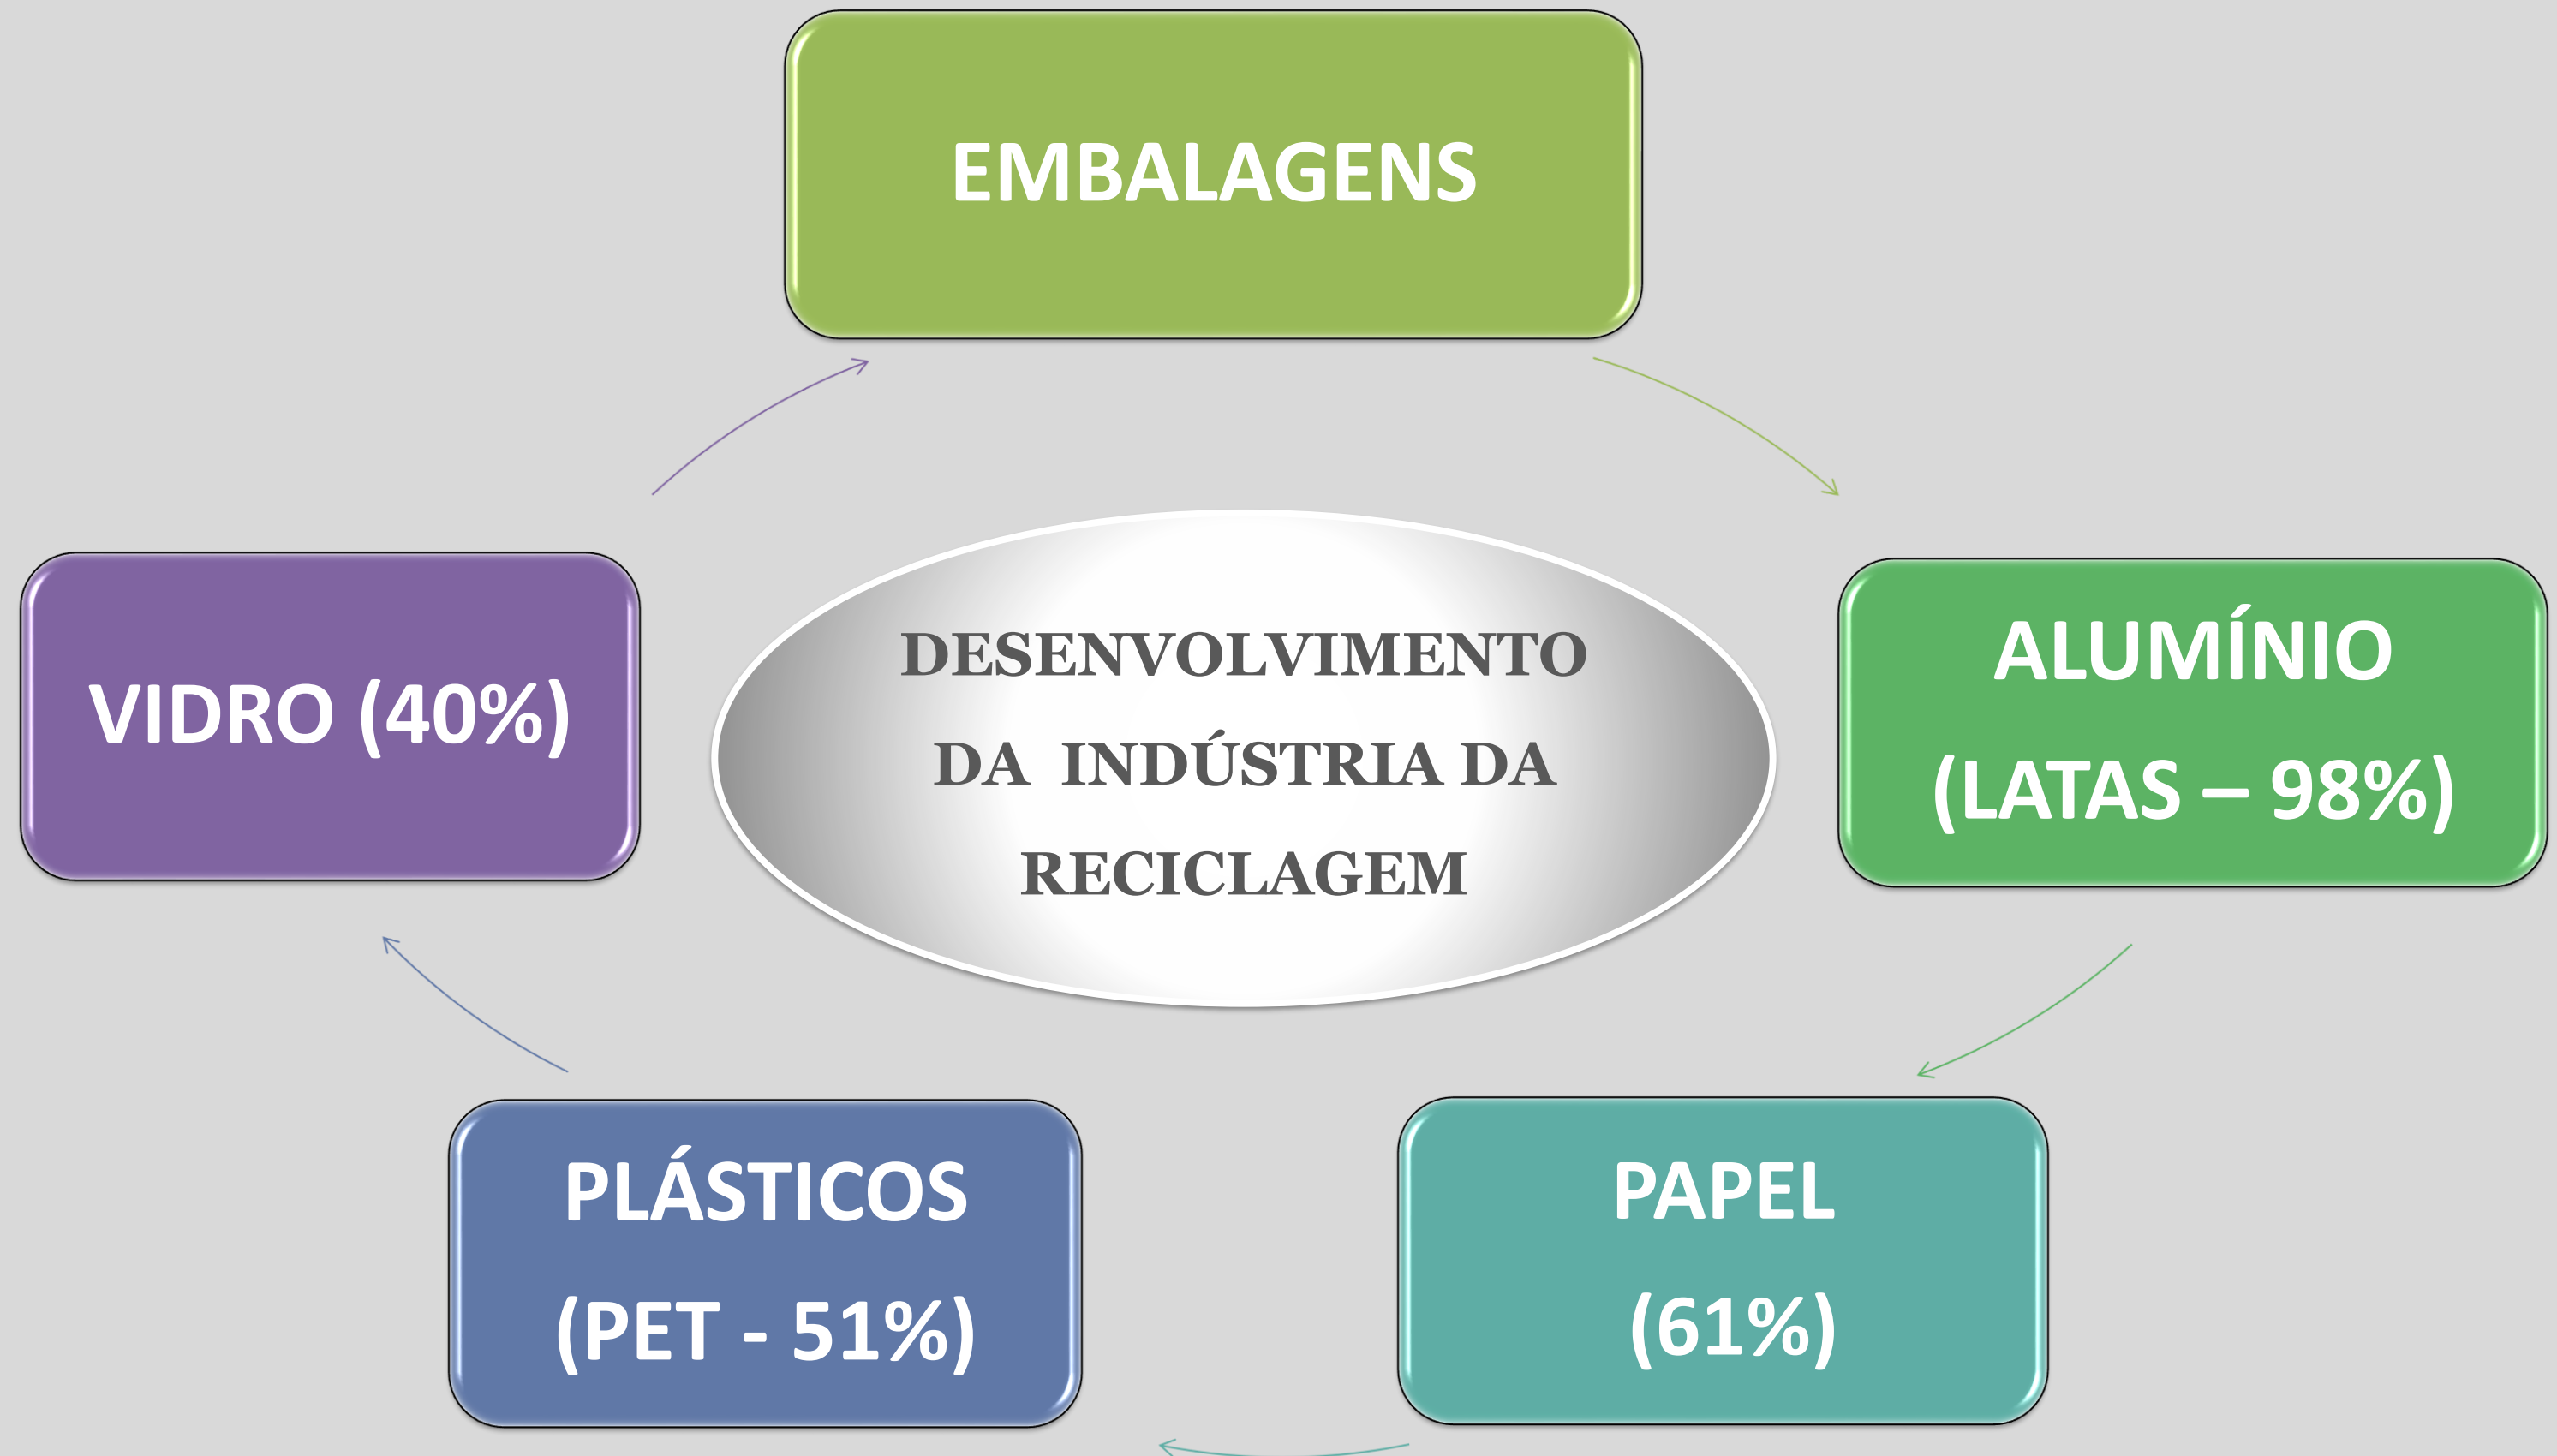 EMBALAGENS
ALUMÍNIO
(LATAS – 98%)
PAPEL
(61%)
PLÁSTICOS
(PET - 51%)
VIDRO (40%)
DESENVOLVIMENTO
DA INDÚSTRIA DA
RECICLAGEM